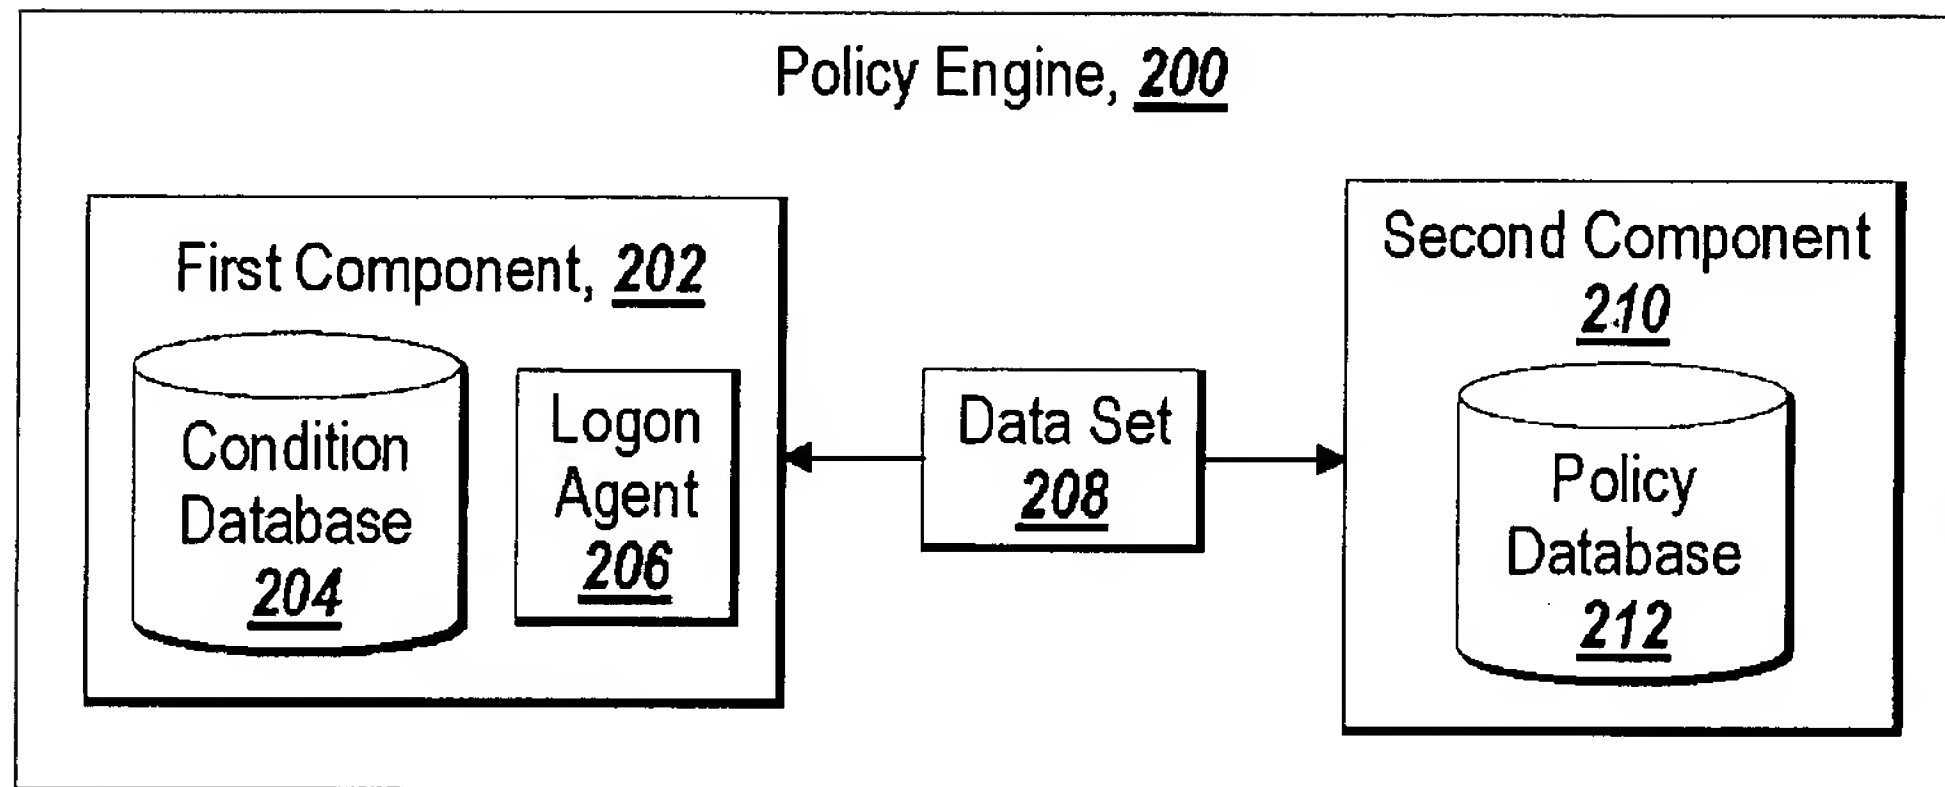 Policy Engine, 200
First Component, 202
Condition
Database
204
Logon
Agent
206
Data Set
208
Second Component
210
Policy
Database
212